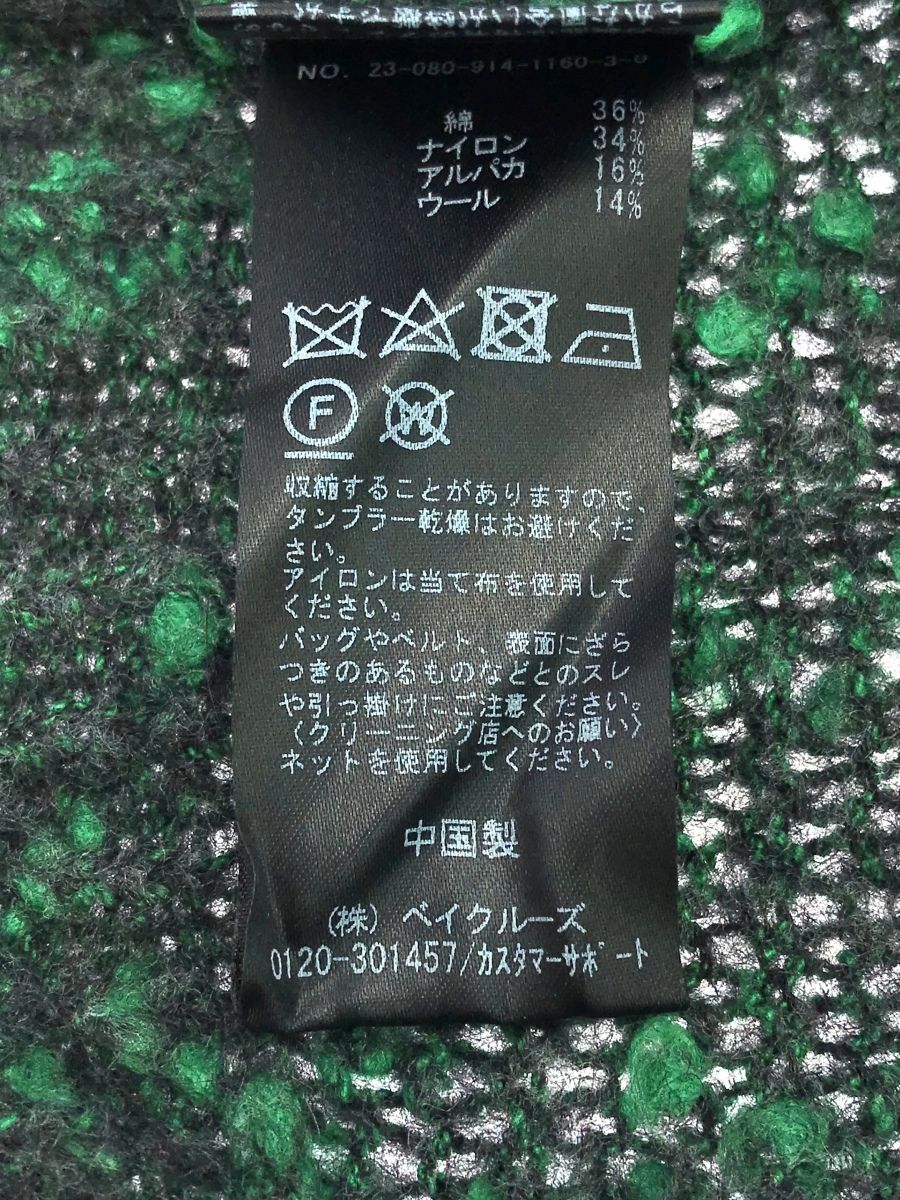 NO. 23-080-914-1160-3-0
綿 36%
ナイロン 34%
アルパカ 16%
ウール 14%
F
W
収縮することがありますので、
タンブラー乾燥はお避けくだ
さい。
アイロンは当て布を使用して
ください。
バッグやベルト、表面にざら
つきのあるものなどとのスレ
や引っ掛けにご注意ください。
〈クリーニング店へのお願い〉
ネットを使用してください。
中国製
(株) ベイクルーズ
0120-301457/カスタマーサポート